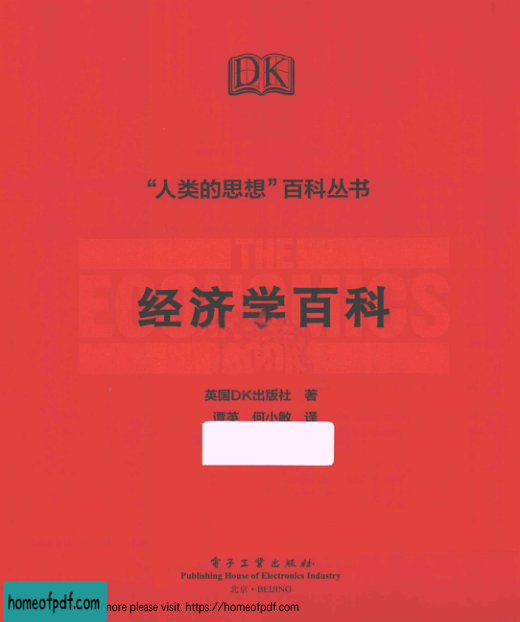 DK
“人类的思想”百科丛书
THE
ECONOMICS
BOOK
经济学百科
英国DK出版社 著
谭英 何小敏 译
电子工业出版社
Publishing House of Electronics Industry
北京·BEIJING
homeofpdf.com
more please visit: https://homeofpdf.com